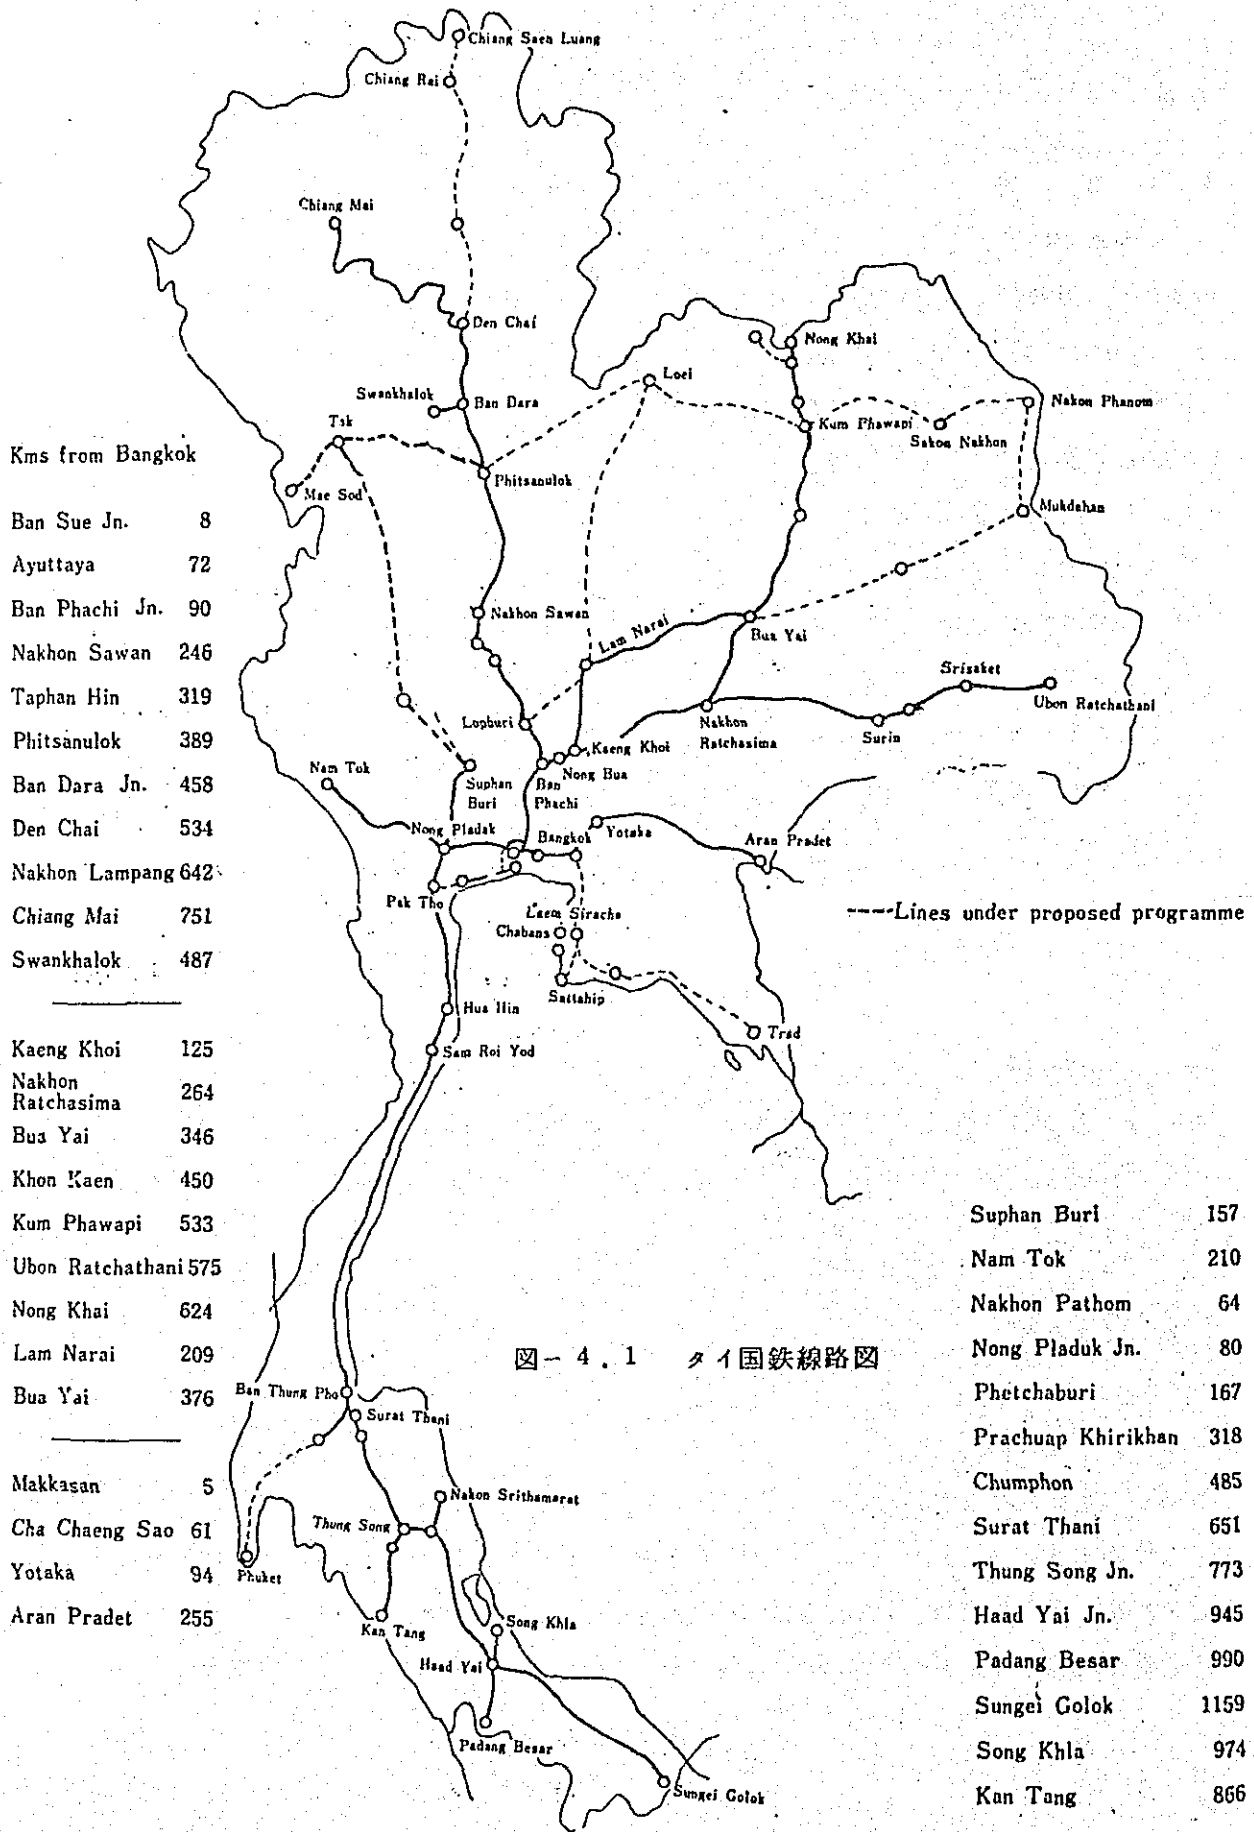 Chiang Saen Luang
Chiang Rai
Chiang Mai
Den Chai
Nong Khai
Loei
Swankhalok
Ban Dara
Nakon Phanom
Tak
Kum Phawapi
Sakon Nakhon
Phitsanulok
Mae Sod
Mukdahan
Nakhon Sawan
Lam Narai
Bua Yai
Srisaket
Ubon Ratchathani
Lopburi
Nakhon
Ratchasima
Surin
Kaeng Khoi
Nong Bua
Ban
Phachi
Suphan
Buri
Nam Tok
Nong Pladak
Bangkok
Yotaka
Aran Pradet
Pak Tho
Laem Siracha
Chabans
Sattahip
Trad
Hua Hin
Sam Roi Yod
Ban Thung Pho
Surat Thani
Nakon Srithamarat
Thung Song
Phuket
Kan Tang
Song Khla
Haad Yai
Padang Besar
Sungei Golok
----Lines under proposed programme
Kms from Bangkok
Ban Sue Jn. 8
Ayuttaya 72
Ban Phachi Jn. 90
Nakhon Sawan 246
Taphan Hin 319
Phitsanulok 389
Ban Dara Jn. 458
Den Chai 534
Nakhon Lampang 642
Chiang Mai 751
Swankhalok 487
Kaeng Khoi 125
Nakhon
Ratchasima 264
Bua Yai 346
Khon Kaen 450
Kum Phawapi 533
Ubon Ratchathani 575
Nong Khai 624
Lam Narai 209
Bua Yai 376
Makkasan 5
Cha Chaeng Sao 61
Yotaka 94
Aran Pradet 255
Suphan Buri 157
Nam Tok 210
Nakhon Pathom 64
Nong Pladuk Jn. 80
Phetchaburi 167
Prachuap Khirikhan 318
Chumphon 485
Surat Thani 651
Thung Song Jn. 773
Haad Yai Jn. 945
Padang Besar 990
Sungei Golok 1159
Song Khla 974
Kan Tang 866
図-4.1 タイ国鉄線路図